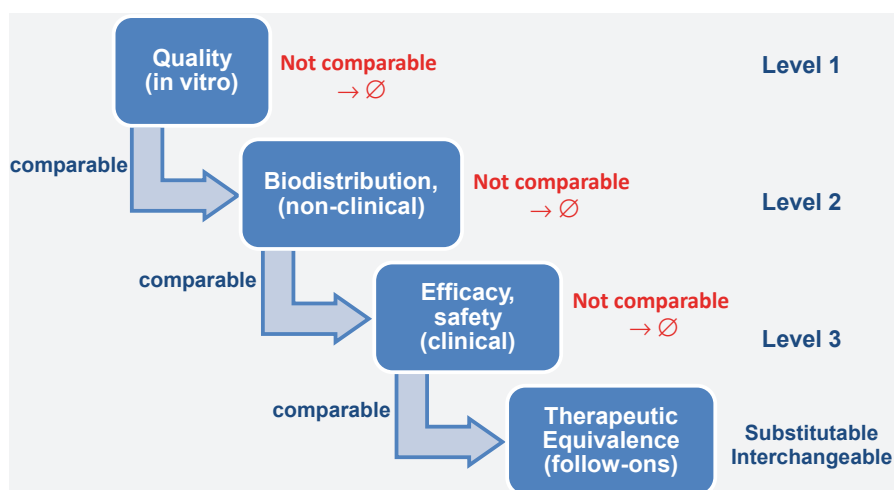 Quality
(in vitro)
Not comparable
→ ∅
Level 1
comparable
Biodistribution,
(non-clinical)
Not comparable
→ ∅
Level 2
comparable
Efficacy,
safety
(clinical)
Not comparable
→ ∅
Level 3
comparable
Therapeutic
Equivalence
(follow-ons)
Substitutable
Interchangeable